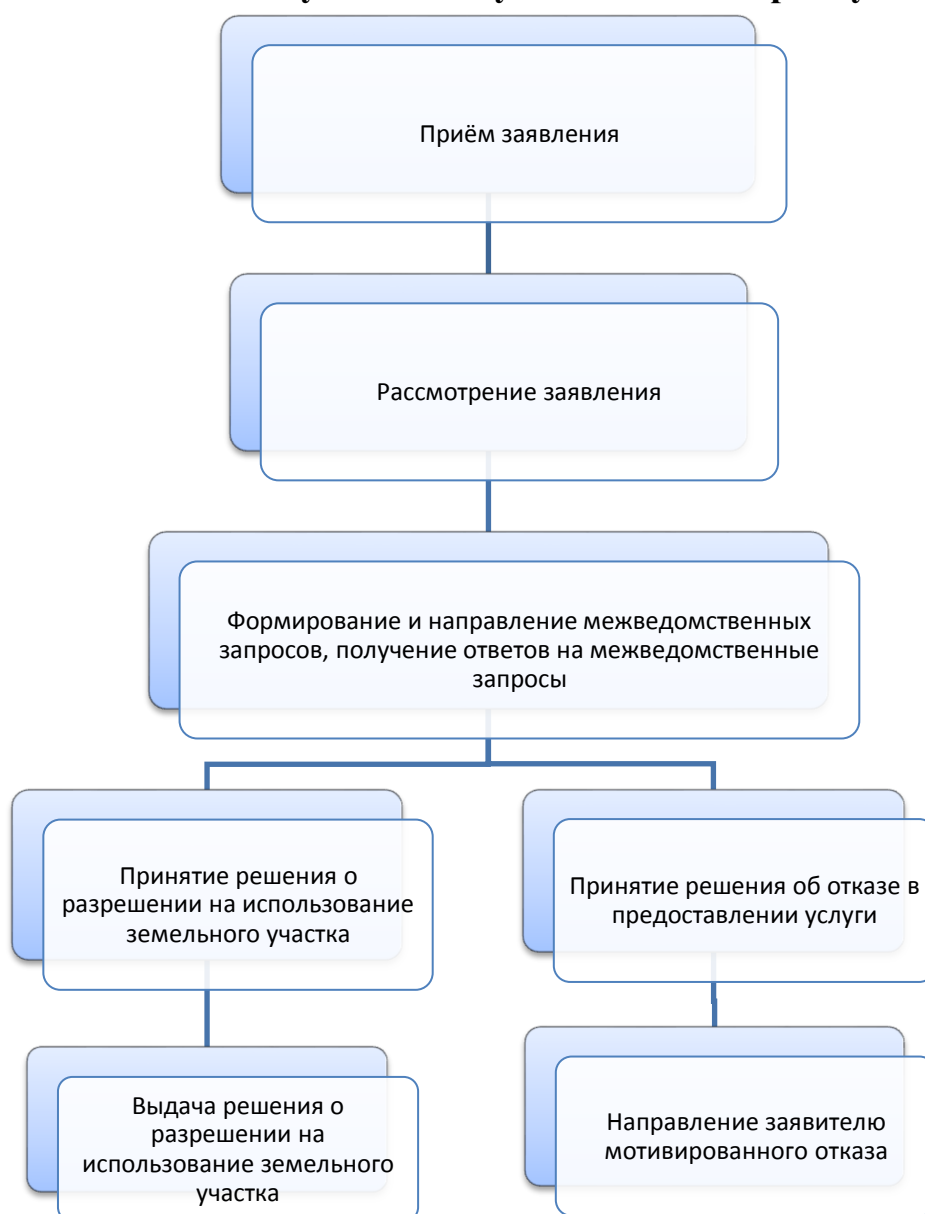 Приём заявления
Рассмотрение заявления
Формирование и направление межведомственных
запросов, получение ответов на межведомственные
запросы
Принятие решения о
разрешении на использование
земельного участка
Принятие решения об отказе в
предоставлении услуги
Выдача решения о
разрешении на
использование земельного
участка
Направление заявителю
мотивированного отказа